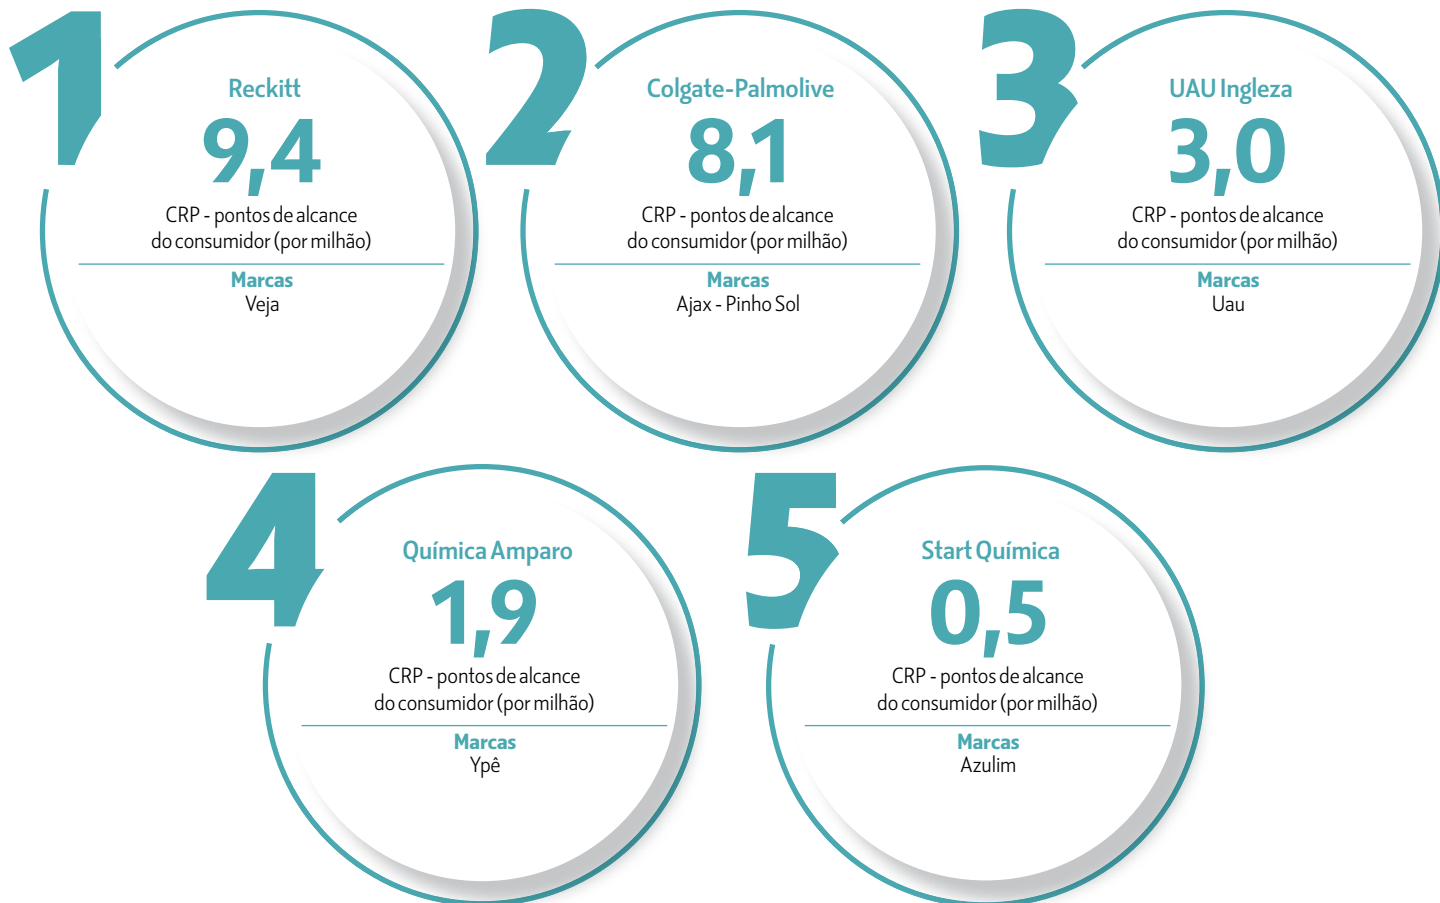 1
Reckitt
9,4
CRP - pontos de alcance
do consumidor (por milhão)
Marcas
Veja
2
Colgate-Palmolive
8,1
CRP - pontos de alcance
do consumidor (por milhão)
Marcas
Ajax - Pinho Sol
3
UAU Ingleza
3,0
CRP - pontos de alcance
do consumidor (por milhão)
Marcas
Uau
4
Química Amparo
1,9
CRP - pontos de alcance
do consumidor (por milhão)
Marcas
Ypê
5
Start Química
0,5
CRP - pontos de alcance
do consumidor (por milhão)
Marcas
Azulim